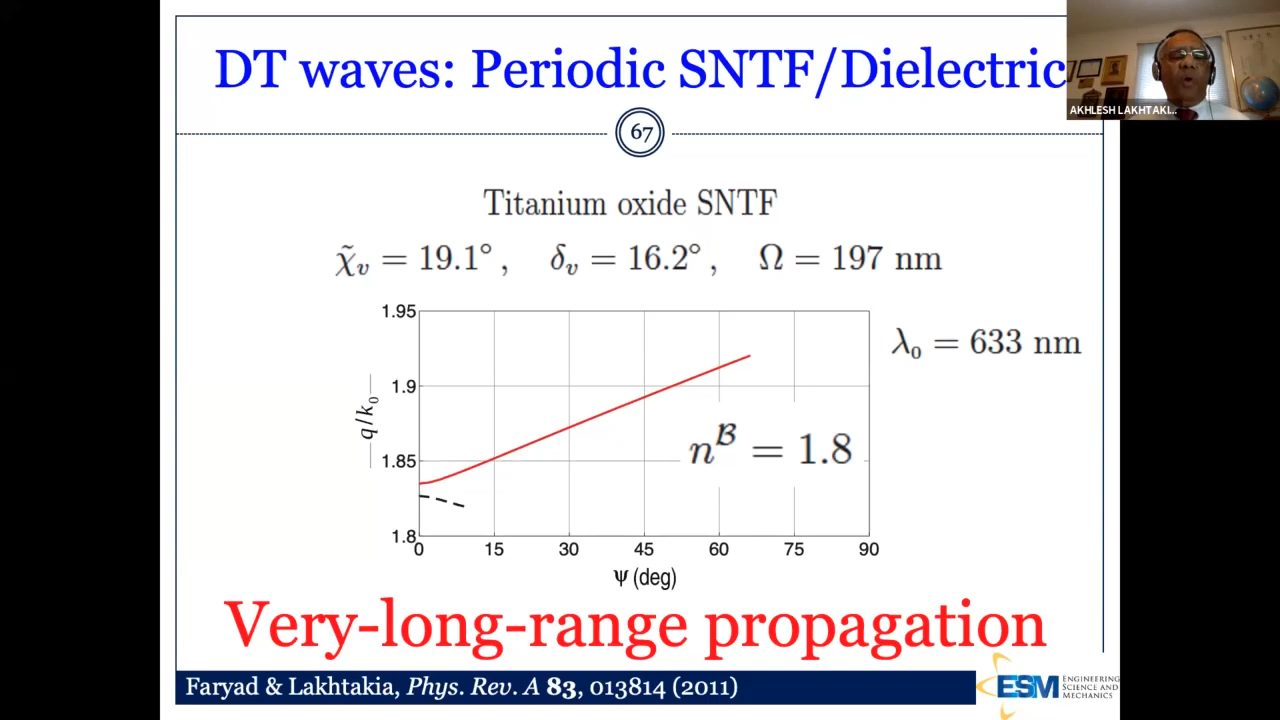 DT waves: Periodic SNTF/Dielectric
AKHLESH LAKHTAKI...
67
Titanium oxide SNTF
χ̃ᵥ = 19.1°, δᵥ = 16.2°, Ω = 197 nm
λ₀ = 633 nm
1.95
1.9
1.85
1.8
q/k₀
nᴮ = 1.8
0 15 30 45 60 75 90
Ψ (deg)
Very-long-range propagation
Faryad & Lakhtakia, Phys. Rev. A 83, 013814 (2011)
ESM ENGINEERING
SCIENCE AND
MECHANICS